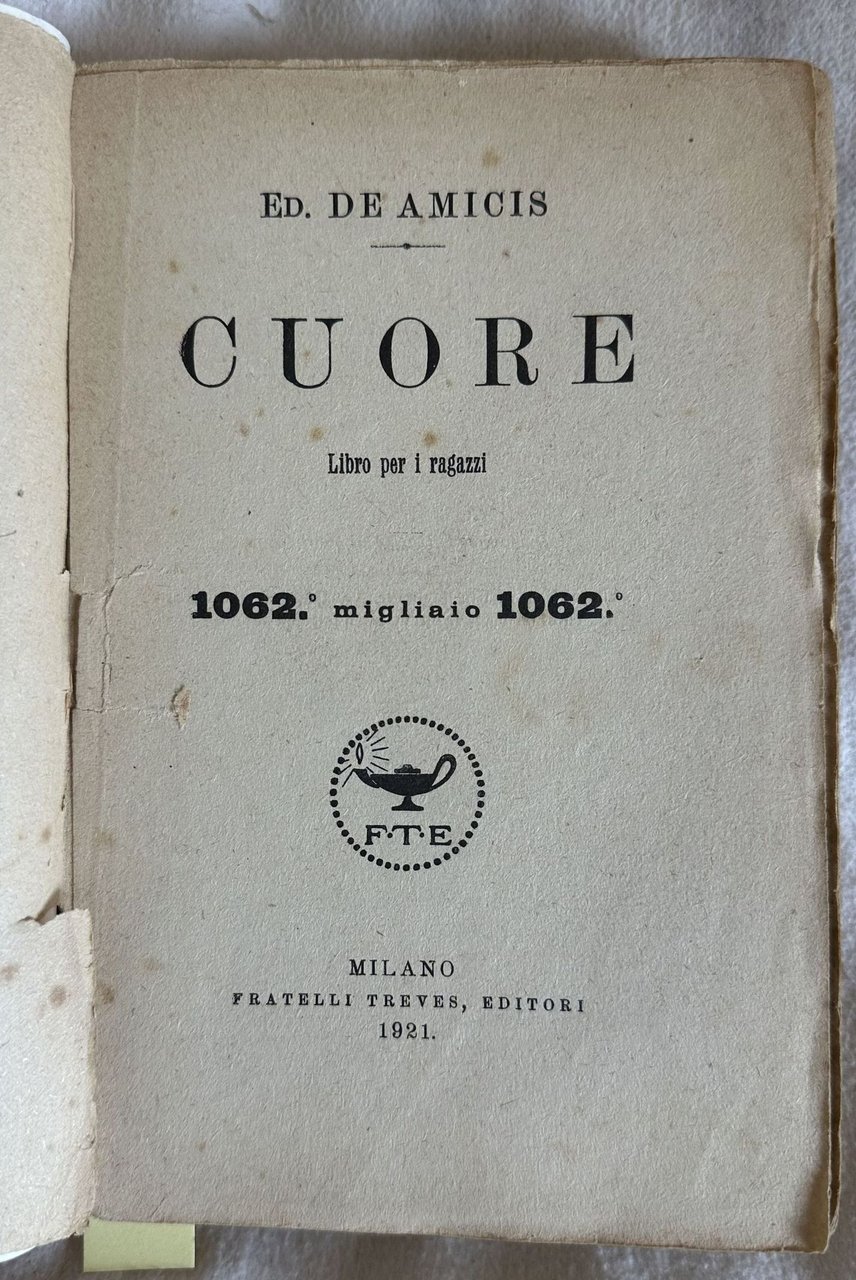 ED. DE AMICIS
CUORE
Libro per i ragazzi
1062.° migliaio 1062.°
F·T·E
MILANO
FRATELLI TREVES, EDITORI
1921.